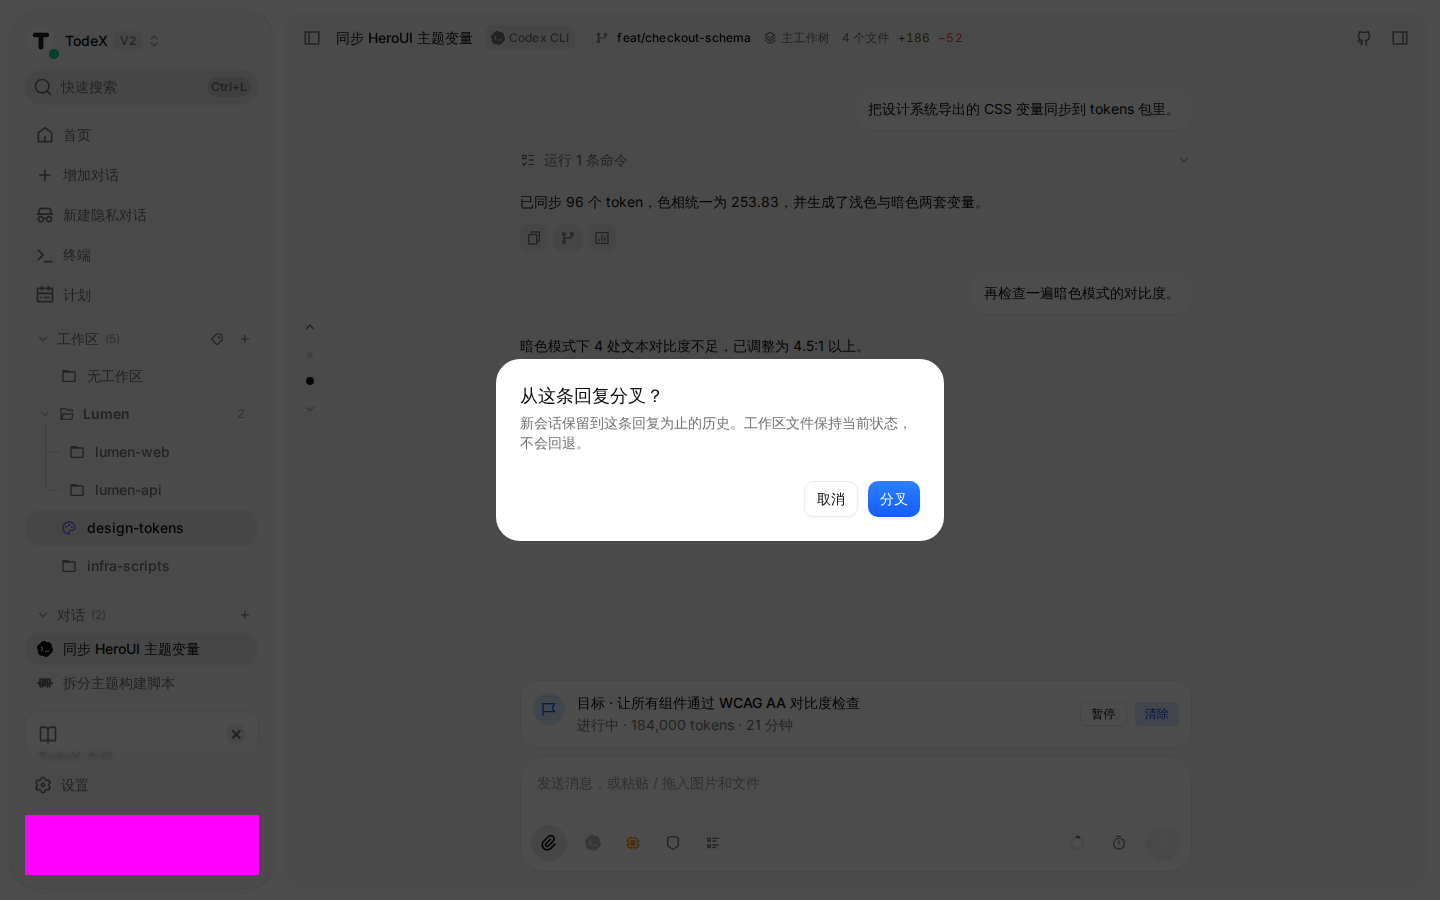 TodeX V2
快速搜索 Ctrl+L
首页
增加对话
新建隐私对话
终端
计划
工作区 (5)
无工作区
Lumen 2
lumen-web
lumen-api
design-tokens
infra-scripts
对话 (2)
同步 HeroUI 主题变量
拆分主题构建脚本
设置
同步 HeroUI 主题变量 Codex CLI feat/checkout-schema 主工作树 4 个文件 +186 −52
把设计系统导出的 CSS 变量同步到 tokens 包里。
运行 1 条命令
已同步 96 个 token，色相统一为 253.83，并生成了浅色与暗色两套变量。
再检查一遍暗色模式的对比度。
暗色模式下 4 处文本对比度不足，已调整为 4.5:1 以上。
从这条回复分叉？
新会话保留到这条回复为止的历史。工作区文件保持当前状态，
不会回退。
取消 分叉
目标 · 让所有组件通过 WCAG AA 对比度检查
进行中 · 184,000 tokens · 21 分钟
暂停 清除
发送消息，或粘贴 / 拖入图片和文件